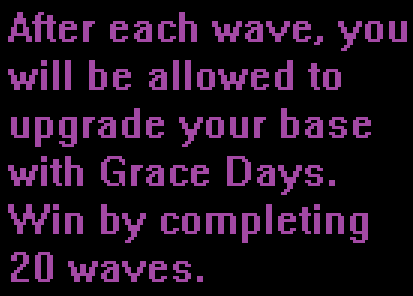 After each wave, you
will be allowed to
upgrade your base
with Grace Days.
Win by completing
20 waves.